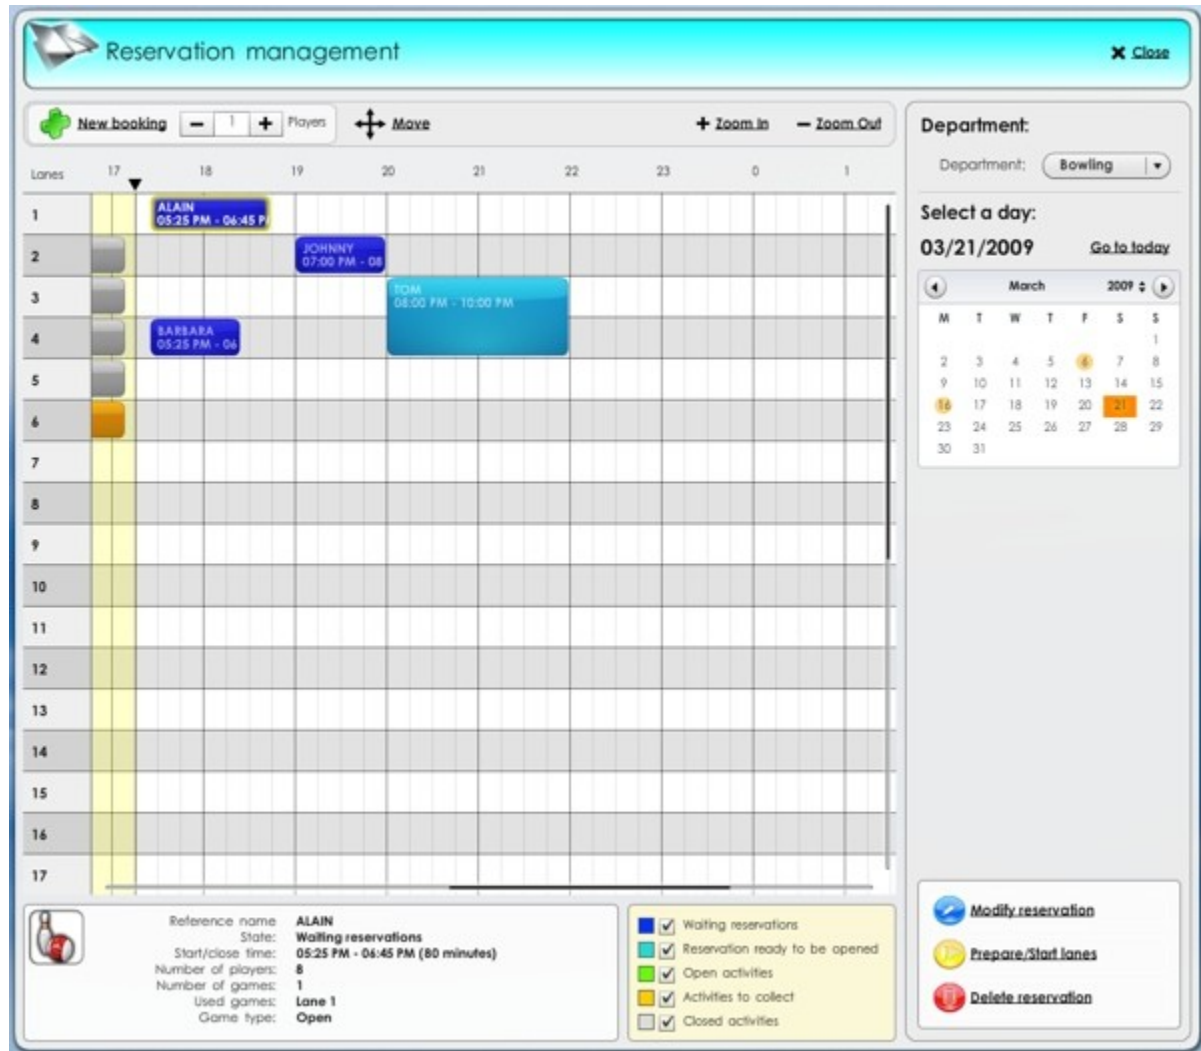 Reservation management
Close
New booking
1
Players
Move
Zoom In
Zoom Out
Lanes 17 18 19 20 21 22 23 0 1
1
ALAIN
05:25 PM - 06:45 P
2
JOHNNY
07:00 PM - 08
3
TOM
08:00 PM - 10:00 PM
4
BARBARA
05:25 PM - 06
5
6
7
8
9
10
11
12
13
14
15
16
17
Department:
Department: Bowling
Select a day:
03/21/2009 Go to today
March 2009
M T W T F S S
1
2 3 4 5 6 7 8
9 10 11 12 13 14 15
16 17 18 19 20 21 22
23 24 25 26 27 28 29
30 31
Reference name ALAIN
State: Waiting reservations
Start/close time: 05:25 PM - 06:45 PM (80 minutes)
Number of players: 8
Number of games: 1
Used games: Lane 1
Game type: Open
Waiting reservations
Reservation ready to be opened
Open activities
Activities to collect
Closed activities
Modify reservation
Prepare/Start lanes
Delete reservation